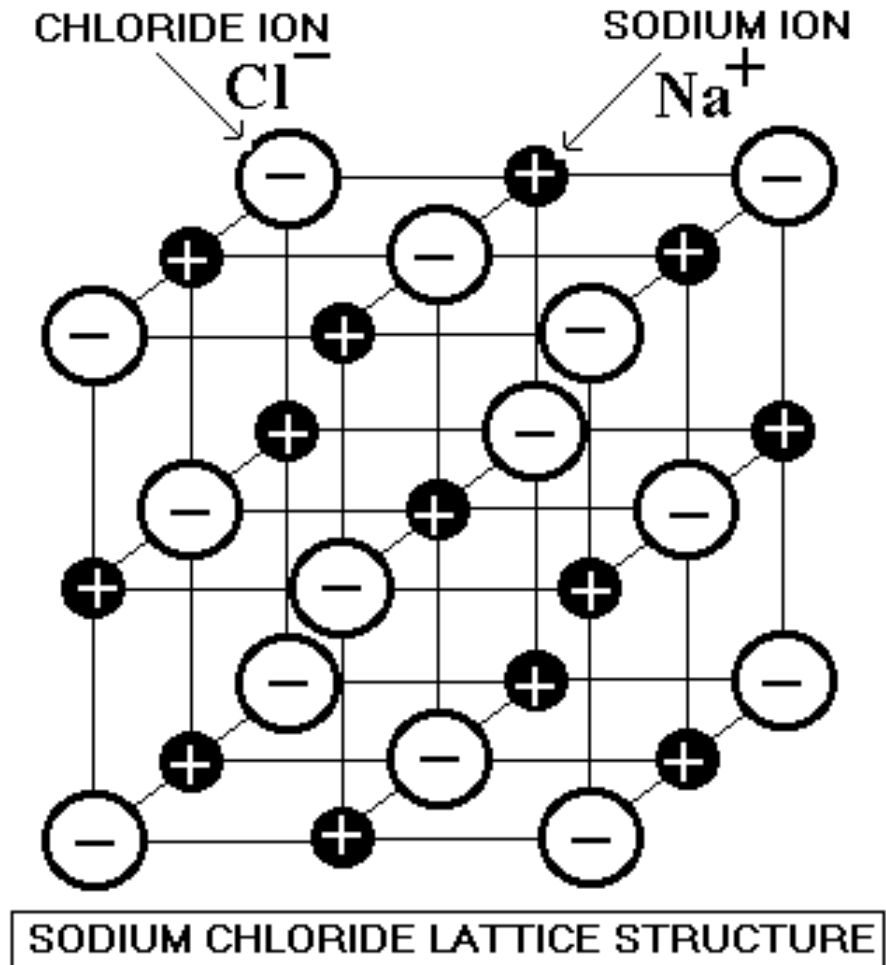 CHLORIDE ION
SODIUM ION
Cl⁻
Na⁺
SODIUM CHLORIDE LATTICE STRUCTURE